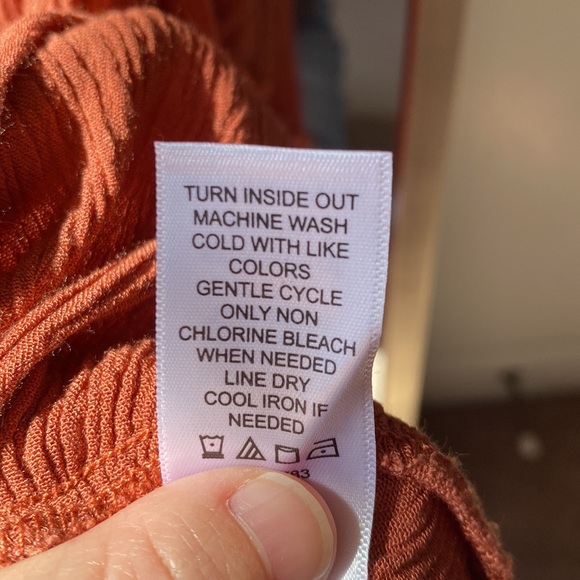 TURN INSIDE OUT
MACHINE WASH
COLD WITH LIKE
COLORS
GENTLE CYCLE
ONLY NON
CHLORINE BLEACH
WHEN NEEDED
LINE DRY
COOL IRON IF
NEEDED